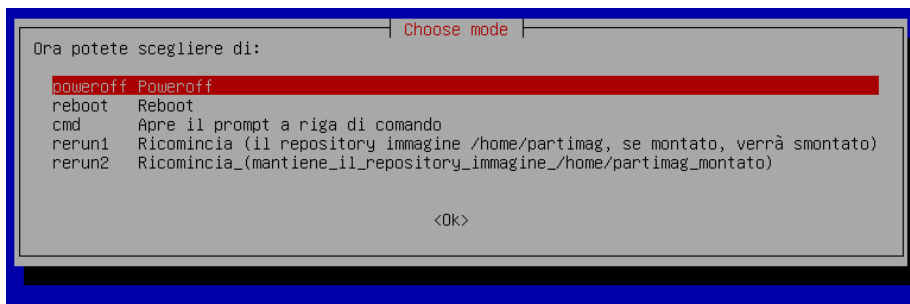 Choose mode
Ora potete scegliere di:
poweroff Poweroff
reboot Reboot
cmd Apre il prompt a riga di comando
rerun1 Ricomincia (il repository immagine /home/partimag, se montato, verrà smontato)
rerun2 Ricomincia_(mantiene_il_repository_immagine_/home/partimag_montato)
<Ok>